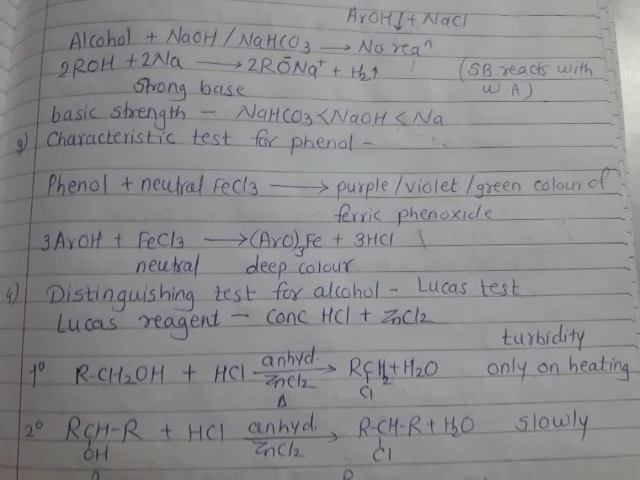 ArOH↓ + NaCl
Alcohol + NaOH / NaHCO3 → No reaⁿ
2ROH + 2Na → 2RŌNa⁺ + H2↑ (SB reacts with
Strong base W.A)
basic strength - NaHCO3 < NaOH < Na
3) Characteristic test for phenol -
Phenol + neutral FeCl3 → purple/violet/green colour of
ferric phenoxide
3ArOH + FeCl3 → (ArO)3Fe + 3HCl
neutral deep colour
4) Distinguishing test for alcohol - Lucas test
Lucas reagent - conc HCl + ZnCl2
turbidity
1° R-CH2OH + HCl anhyd. ZnCl2 Δ → RCH2 + H2O only on heating
Cl
2° RCH-R + HCl anhyd. ZnCl2 → R-CH-R + H2O slowly
OH Cl